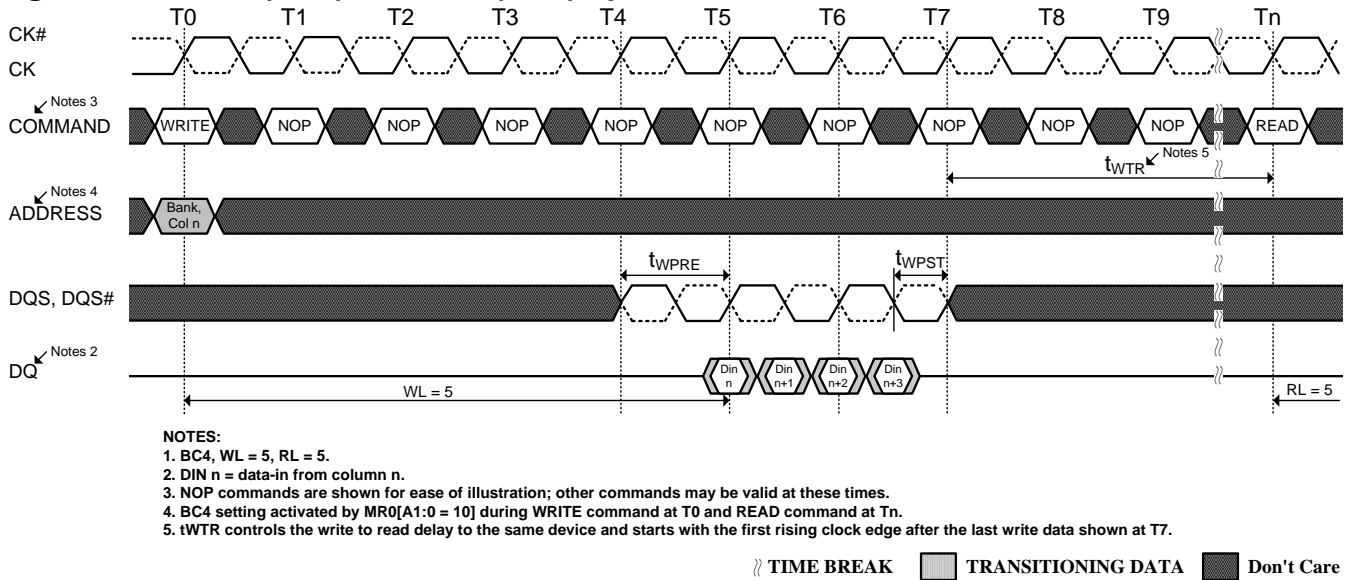 T0 T1 T2 T3 T4 T5 T6 T7 T8 T9 Tn
CK#
CK
Notes 3
COMMAND WRITE NOP NOP NOP NOP NOP NOP NOP NOP NOP READ
tWTR Notes 5
Notes 4
ADDRESS Bank, Col n
tWPRE tWPST
DQS, DQS#
Notes 2
DQ Din n Din n+1 Din n+2 Din n+3
WL = 5 RL = 5
NOTES:
1. BC4, WL = 5, RL = 5.
2. DIN n = data-in from column n.
3. NOP commands are shown for ease of illustration; other commands may be valid at these times.
4. BC4 setting activated by MR0[A1:0 = 10] during WRITE command at T0 and READ command at Tn.
5. tWTR controls the write to read delay to the same device and starts with the first rising clock edge after the last write data shown at T7.
TIME BREAK TRANSITIONING DATA Don't Care